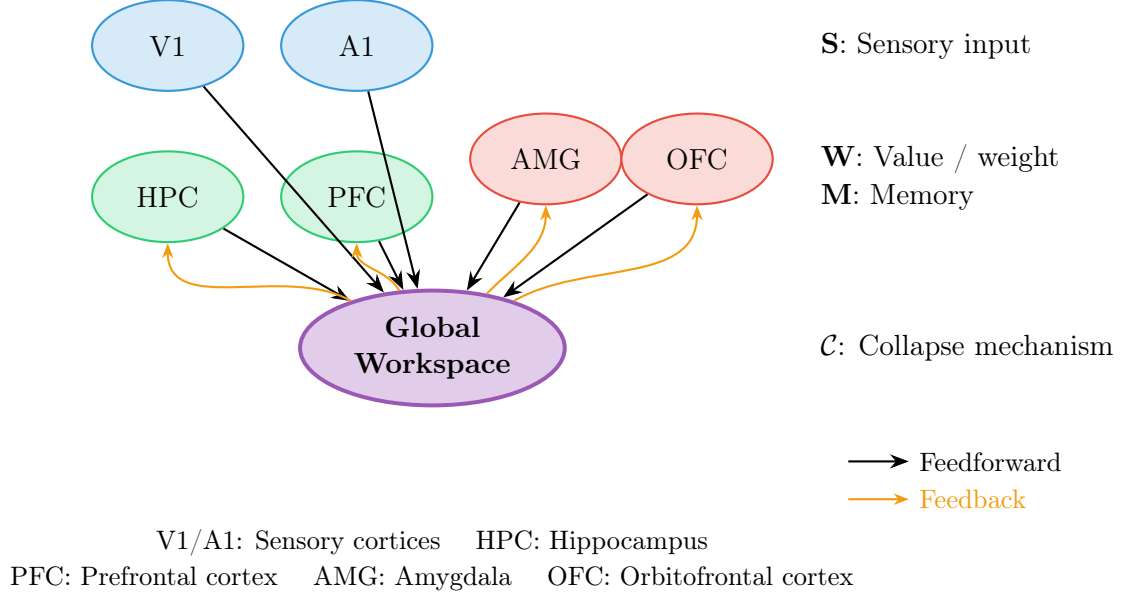 V1
A1
S: Sensory input
AMG
OFC
W: Value / weight
HPC
PFC
M: Memory
Global
Workspace
C: Collapse mechanism
Feedforward
Feedback
V1/A1: Sensory cortices HPC: Hippocampus
PFC: Prefrontal cortex AMG: Amygdala OFC: Orbitofrontal cortex